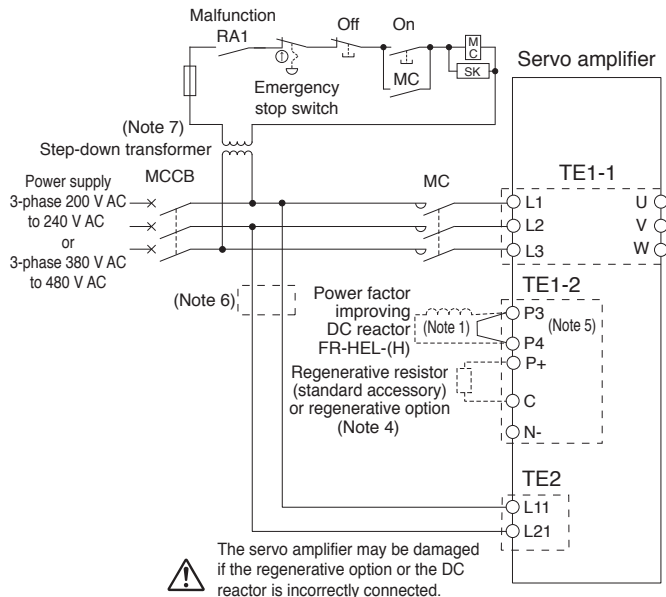 Malfunction
RA1
Off
On
M
C
SK
MC
Emergency
stop switch
Servo amplifier
(Note 7)
Step-down transformer
Power supply
3-phase 200 V AC
to 240 V AC
or
3-phase 380 V AC
to 480 V AC
MCCB
MC
TE1-1
L1
U
L2
V
L3
W
(Note 6)
TE1-2
Power factor
improving
DC reactor
FR-HEL-(H)
(Note 1)
P3
(Note 5)
P4
P+
Regenerative resistor
(standard accessory)
or regenerative option
(Note 4)
C
N-
TE2
L11
L21
The servo amplifier may be damaged
if the regenerative option or the DC
reactor is incorrectly connected.